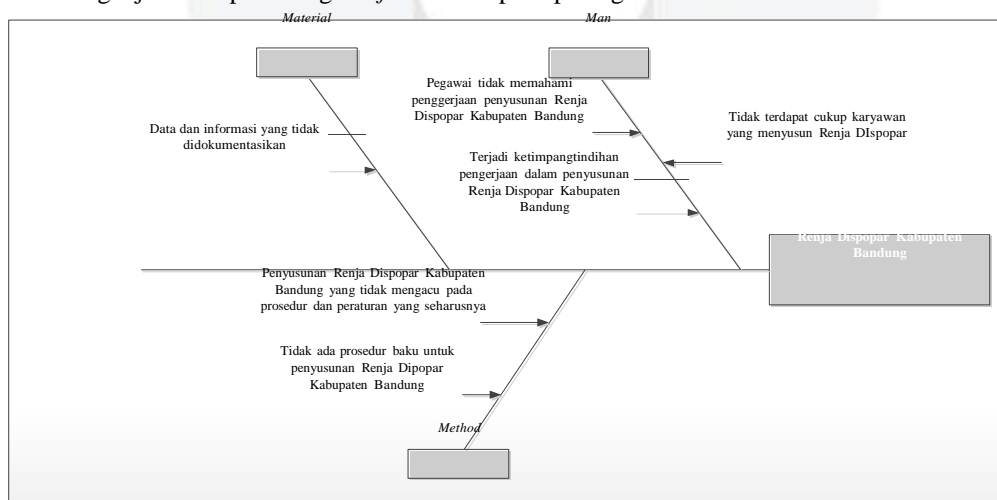 Material
Man
Pegawai tidak memahami
penggerjaan penyusunan Renja
Dispopar Kabupaten Bandung
Tidak terdapat cukup karyawan
yang menyusun Renja DIspopar
Data dan informasi yang tidak
didokumentasikan
Terjadi ketimpangtindihan
pengerjaan dalam penyusunan
Renja Dispopar Kabupaten
Bandung
Renja Dispopar Kabupaten
Bandung
Penyusunan Renja Dispopar Kabupaten
Bandung yang tidak mengacu pada
prosedur dan peraturan yang seharusnya
Tidak ada prosedur baku untuk
penyusunan Renja Dipopar
Kabupaten Bandung
Method